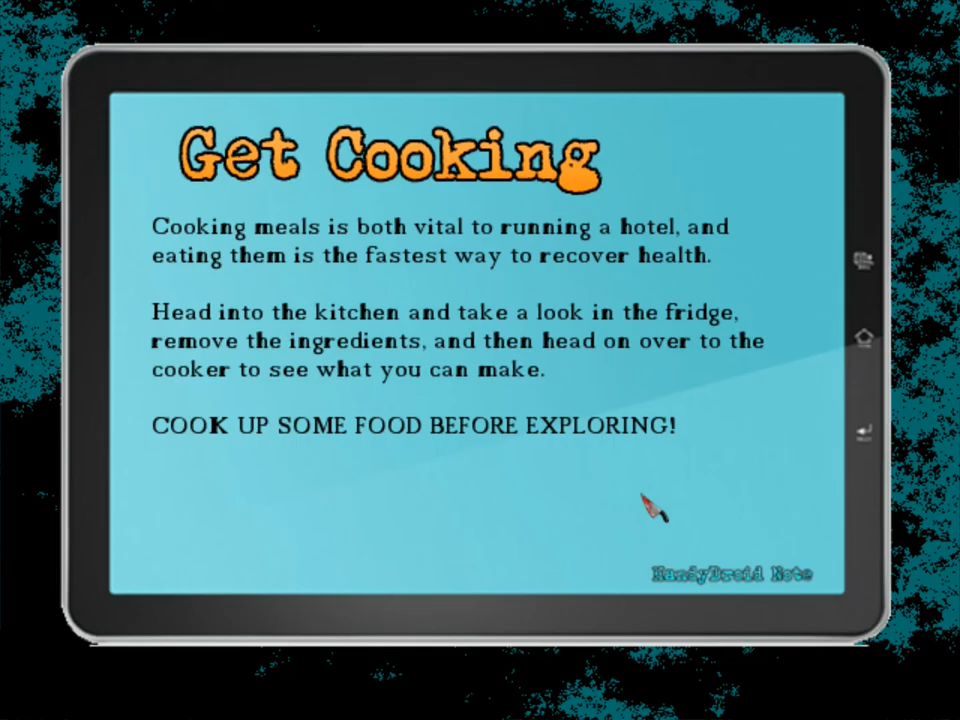 Get Cooking
Cooking meals is both vital to running a hotel, and
eating them is the fastest way to recover health.
Head into the kitchen and take a look in the fridge,
remove the ingredients, and then head on over to the
cooker to see what you can make.
COOK UP SOME FOOD BEFORE EXPLORING!
HandyDroid Note